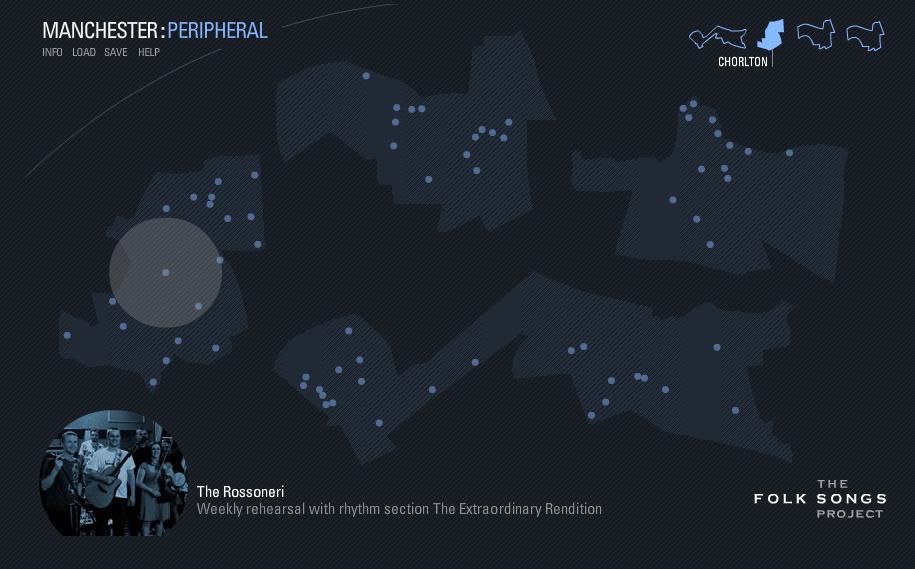 MANCHESTER:PERIPHERAL
INFO LOAD SAVE HELP
CHORLTON
The Rossoneri
Weekly rehearsal with rhythm section The Extraordinary Rendition
THE
FOLK SONGS
PROJECT